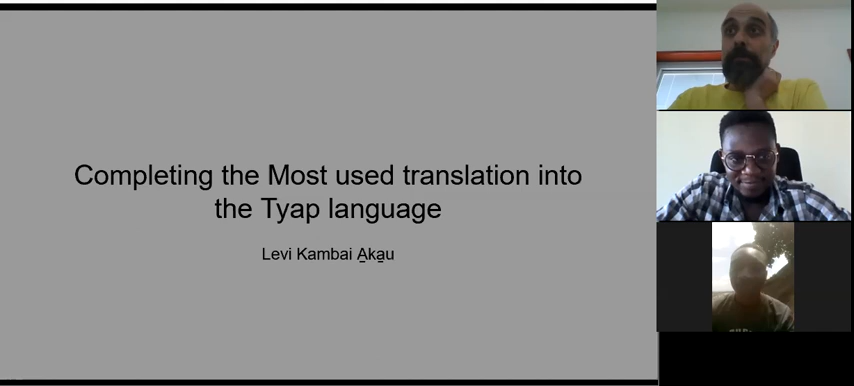 Completing the Most used translation into
the Tyap language
Levi Kambai A̱ka̱u